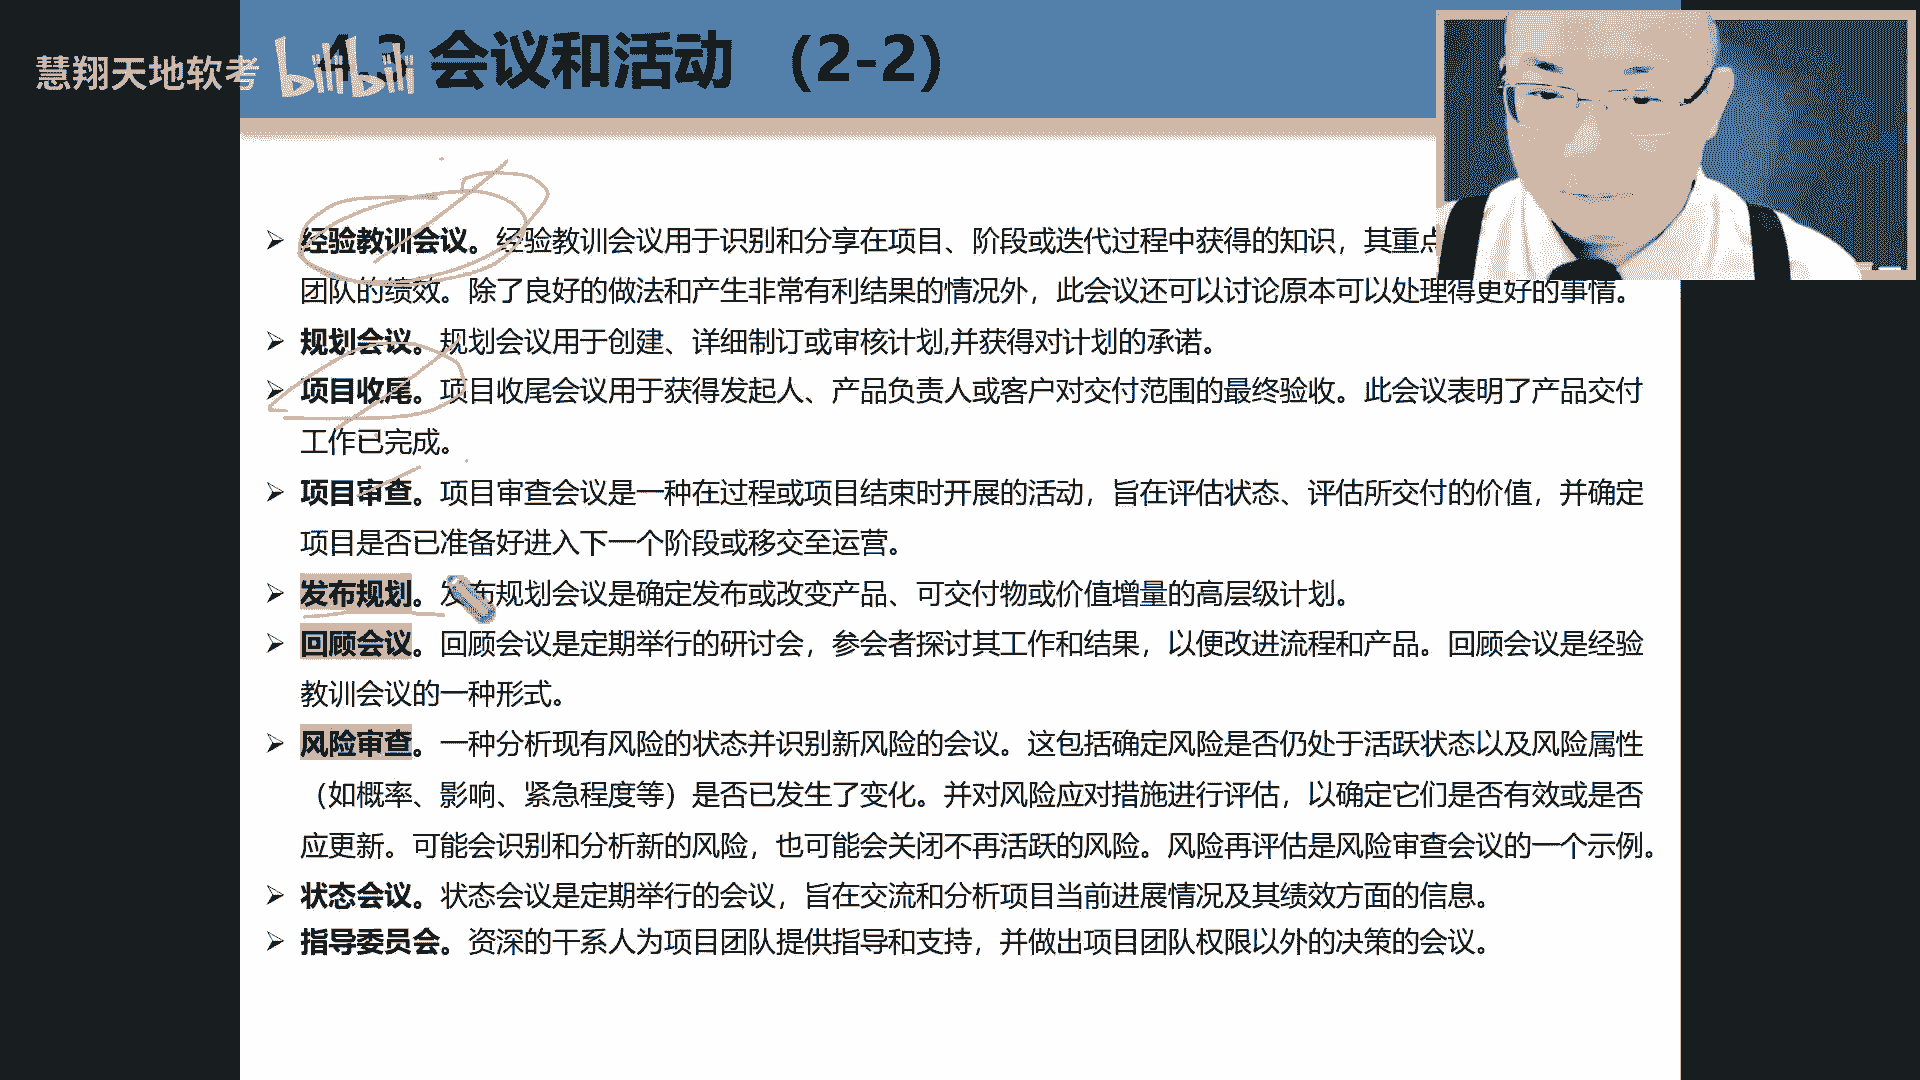 慧翔天地软考 bilibili
4.3 会议和活动 (2-2)
经验教训会议。经验教训会议用于识别和分享在项目、阶段或迭代过程中获得的知识，其重点
团队的绩效。除了良好的做法和产生非常有利结果的情况外，此会议还可以讨论原本可以处理得更好的事情。
规划会议。规划会议用于创建、详细制订或审核计划,并获得对计划的承诺。
项目收尾。项目收尾会议用于获得发起人、产品负责人或客户对交付范围的最终验收。此会议表明了产品交付
工作已完成。
项目审查。项目审查会议是一种在过程或项目结束时开展的活动，旨在评估状态、评估所交付的价值，并确定
项目是否已准备好进入下一个阶段或移交至运营。
发布规划。发布规划会议是确定发布或改变产品、可交付物或价值增量的高层级计划。
回顾会议。回顾会议是定期举行的研讨会，参会者探讨其工作和结果，以便改进流程和产品。回顾会议是经验
教训会议的一种形式。
风险审查。一种分析现有风险的状态并识别新风险的会议。这包括确定风险是否仍处于活跃状态以及风险属性
（如概率、影响、紧急程度等）是否已发生了变化。并对风险应对措施进行评估，以确定它们是否有效或是否
应更新。可能会识别和分析新的风险，也可能会关闭不再活跃的风险。风险再评估是风险审查会议的一个示例。
状态会议。状态会议是定期举行的会议，旨在交流和分析项目当前进展情况及其绩效方面的信息。
指导委员会。资深的干系人为项目团队提供指导和支持，并做出项目团队权限以外的决策的会议。